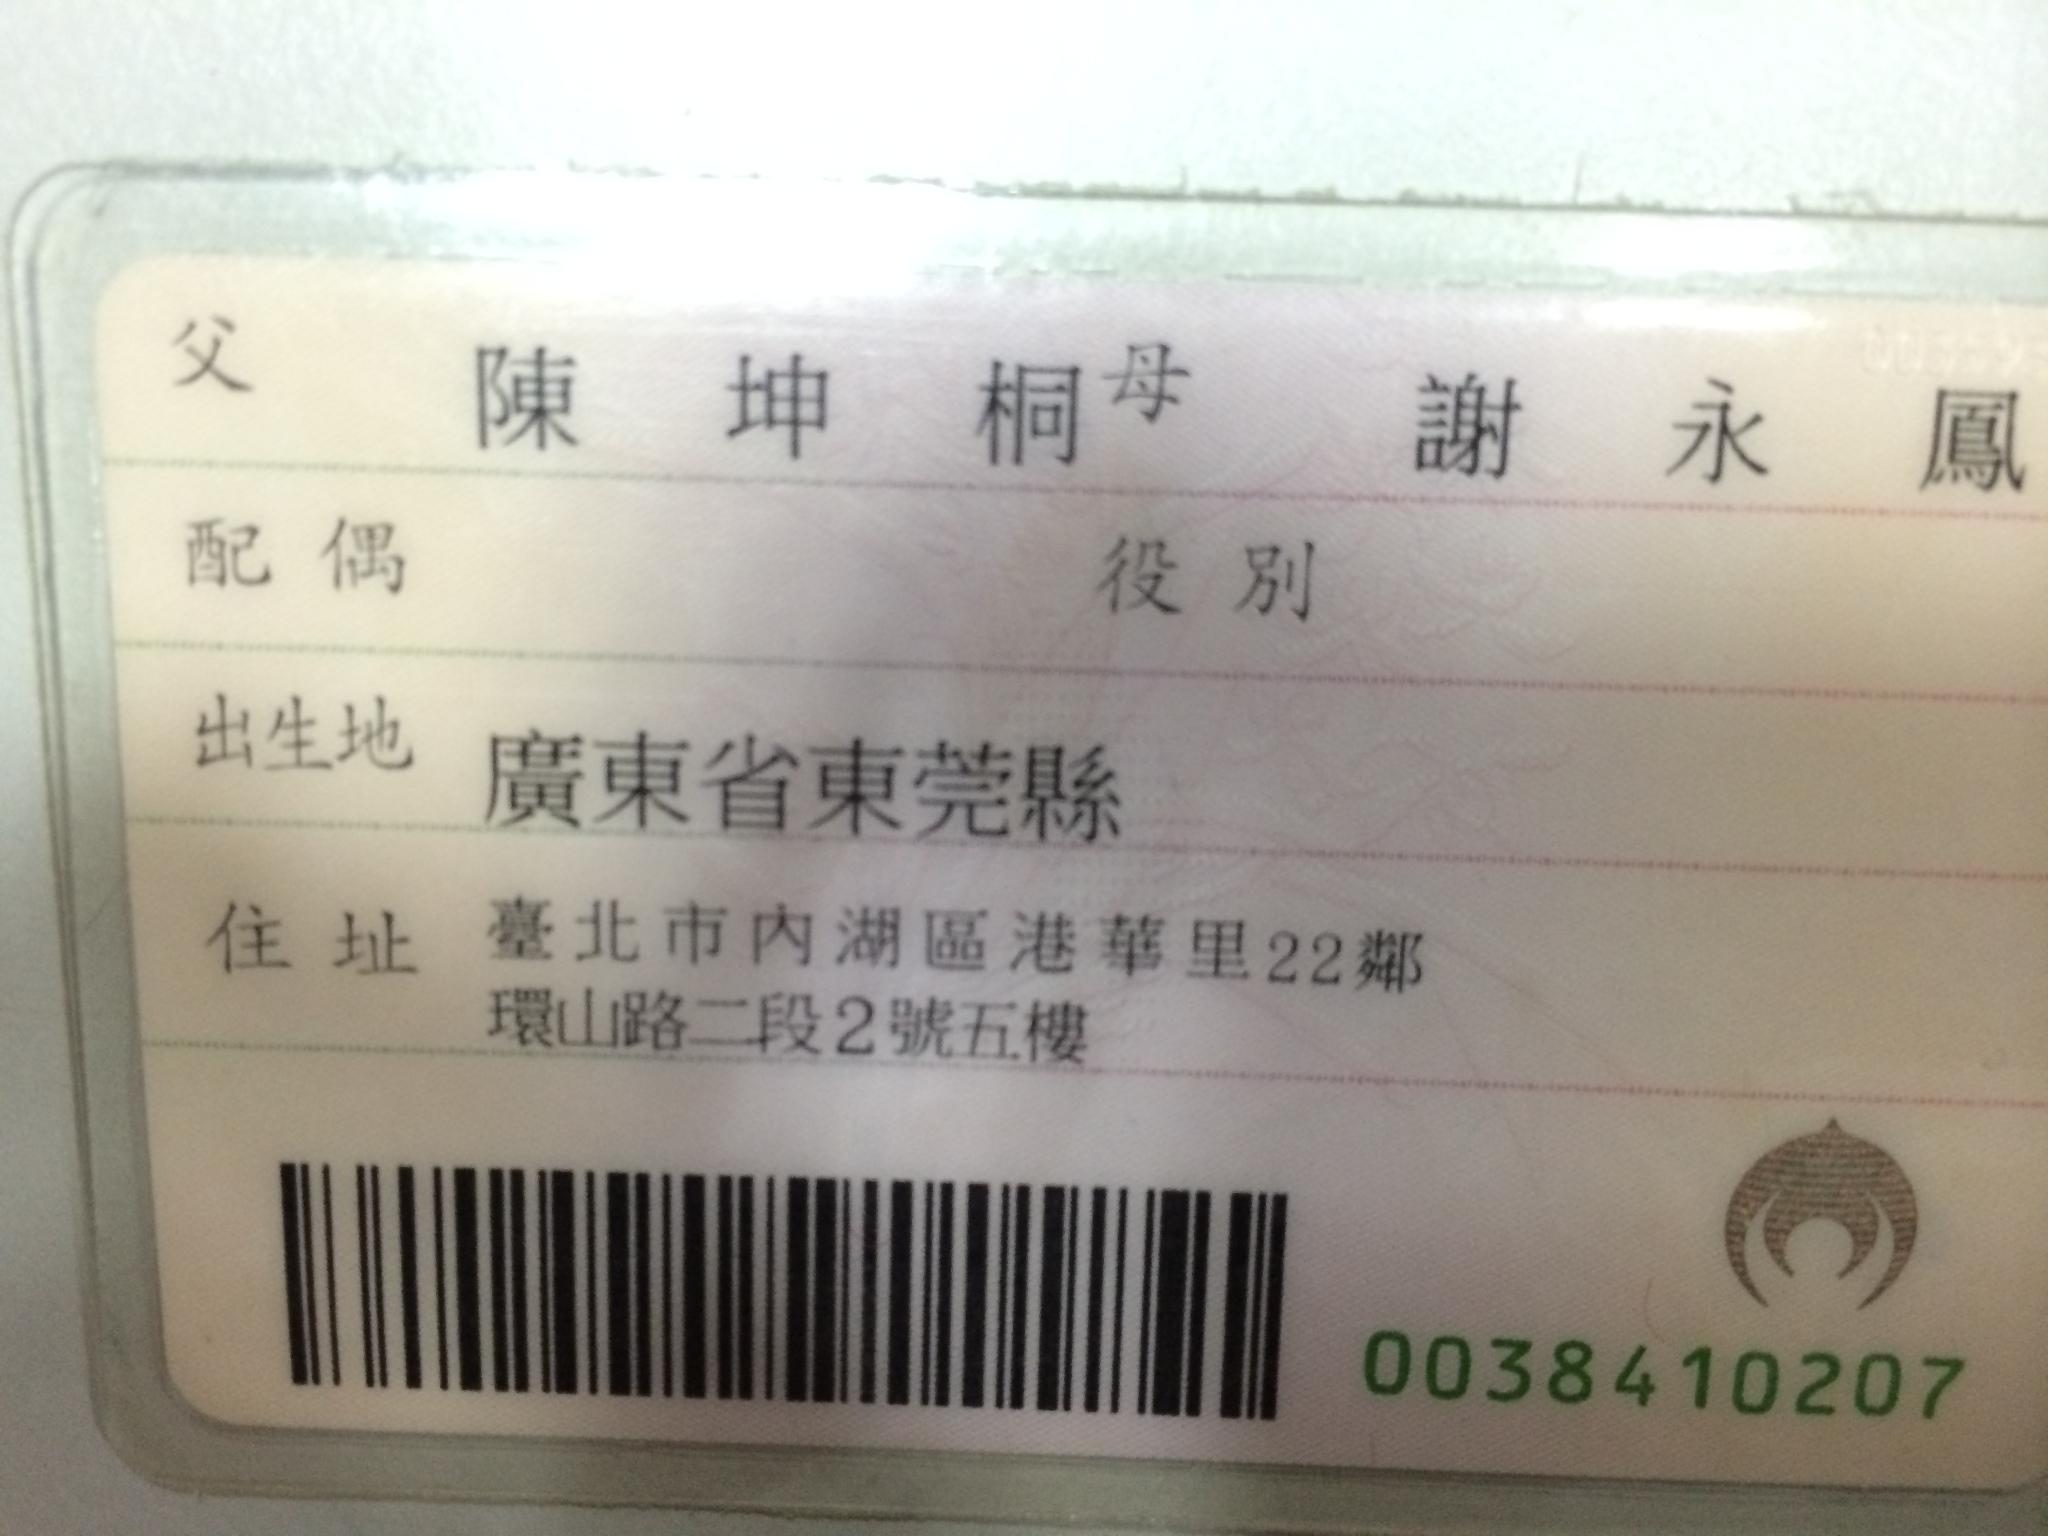 父 陳坤桐 母 謝永鳳
配偶 役別
出生地 廣東省東莞縣
住址 臺北市內湖區港華里22鄰
環山路二段2號五樓
0038410207